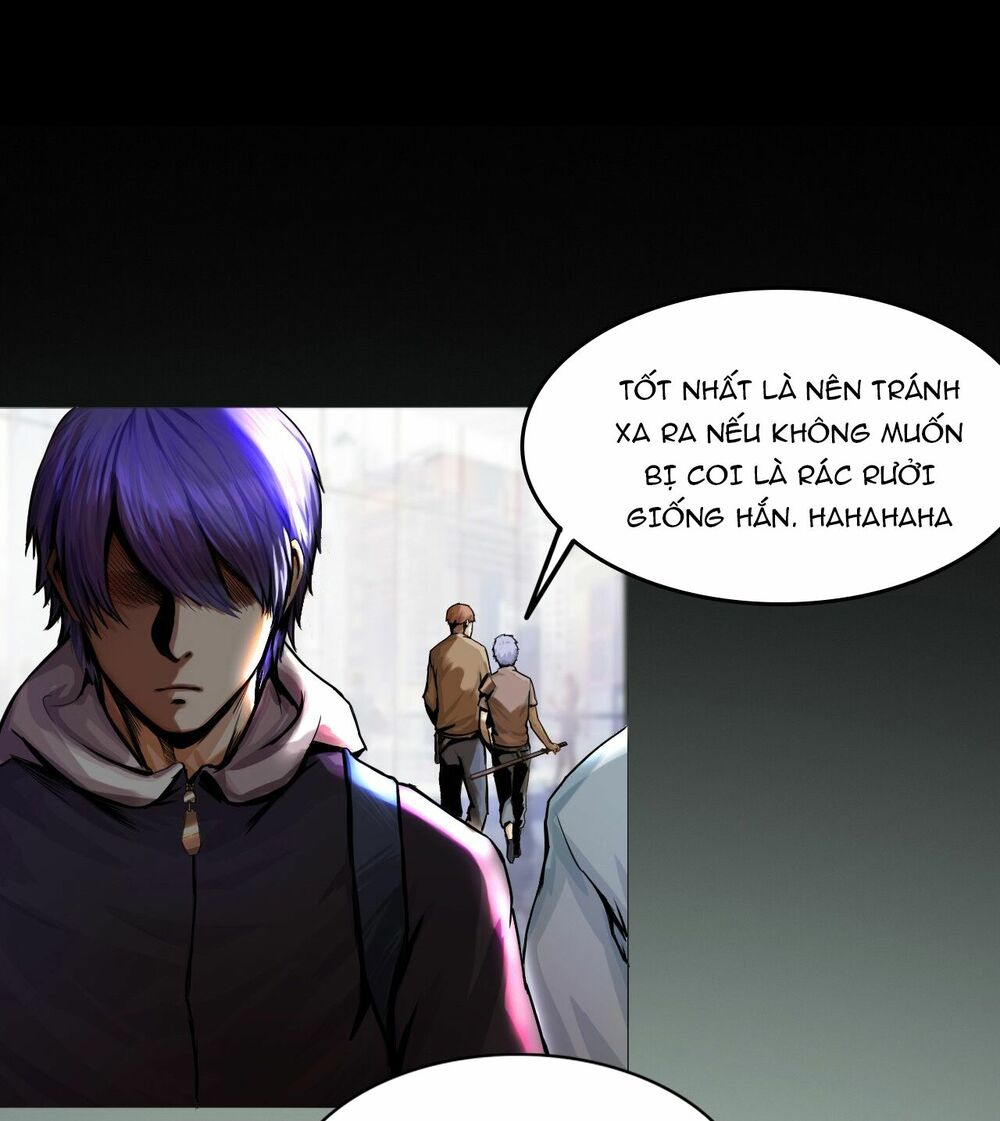 TỐT NHẤT LÀ NÊN TRÁNH
XA RA NẾU KHÔNG MUỐN
BỊ COI LÀ RÁC RƯỞI
GIỐNG HẮN. HAHAHAHA